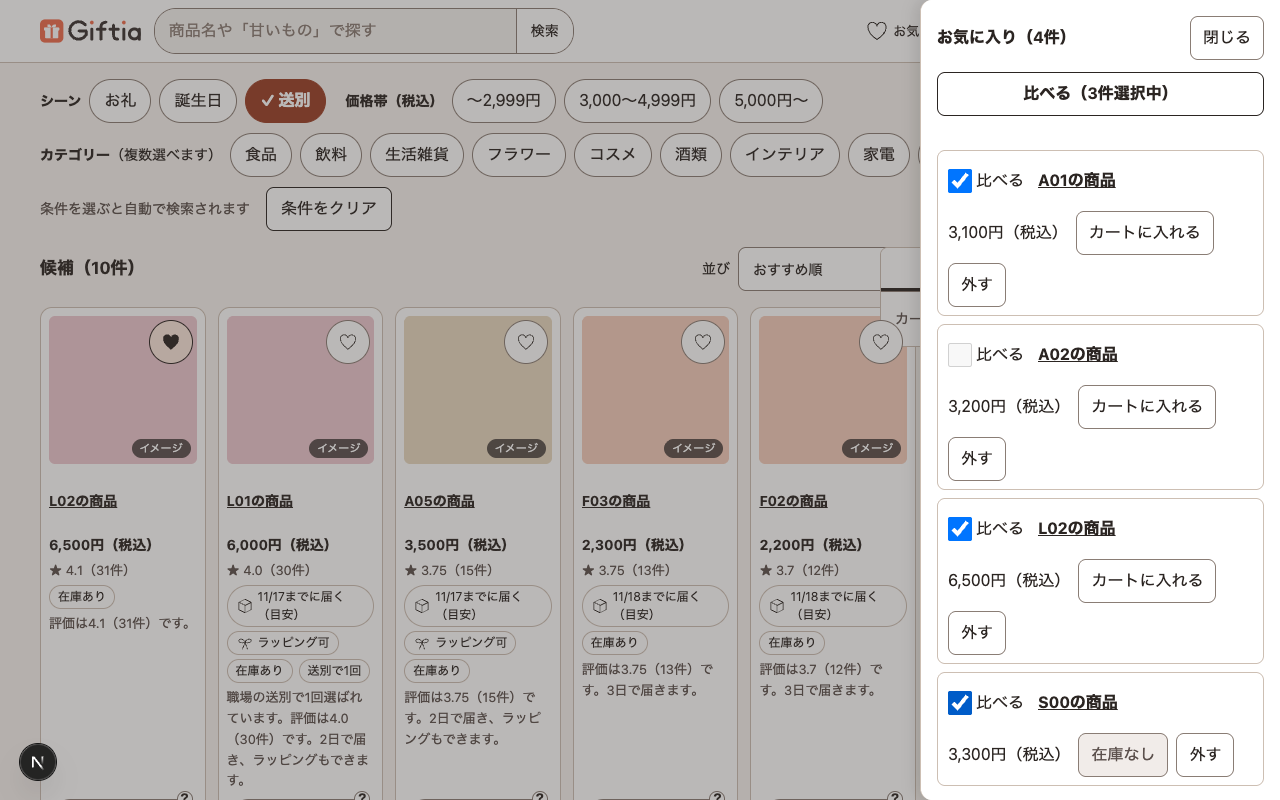 Giftia
商品名や「甘いもの」で探す
検索
お気
シーン
お礼
誕生日
送別
価格帯（税込）
〜2,999円
3,000〜4,999円
5,000円〜
カテゴリー（複数選べます）
食品
飲料
生活雑貨
フラワー
コスメ
酒類
インテリア
家電
条件を選ぶと自動で検索されます
条件をクリア
候補（10件）
並び
おすすめ順
カー
イメージ
L02の商品
6,500円（税込）
★ 4.1（31件）
在庫あり
評価は4.1（31件）です。
イメージ
L01の商品
6,000円（税込）
★ 4.0（30件）
11/17までに届く
（目安）
ラッピング可
在庫あり
送別で1回
職場の送別で1回選ばれ
ています。評価は4.0
（30件）です。2日で届
き、ラッピングもできま
す。
イメージ
A05の商品
3,500円（税込）
★ 3.75（15件）
11/17までに届く
（目安）
ラッピング可
在庫あり
評価は3.75（15件）で
す。2日で届き、ラッピ
ングもできます。
イメージ
F03の商品
2,300円（税込）
★ 3.75（13件）
11/18までに届く
（目安）
在庫あり
評価は3.75（13件）で
す。3日で届きます。
イメージ
F02の商品
2,200円（税込）
★ 3.7（12件）
11/18までに届く
（目安）
在庫あり
評価は3.7（12件）で
す。3日で届きます。
?
?
?
?
?
N
お気に入り（4件）
閉じる
比べる（3件選択中）
比べる
A01の商品
3,100円（税込）
カートに入れる
外す
比べる
A02の商品
3,200円（税込）
カートに入れる
外す
比べる
L02の商品
6,500円（税込）
カートに入れる
外す
比べる
S00の商品
3,300円（税込）
在庫なし
外す